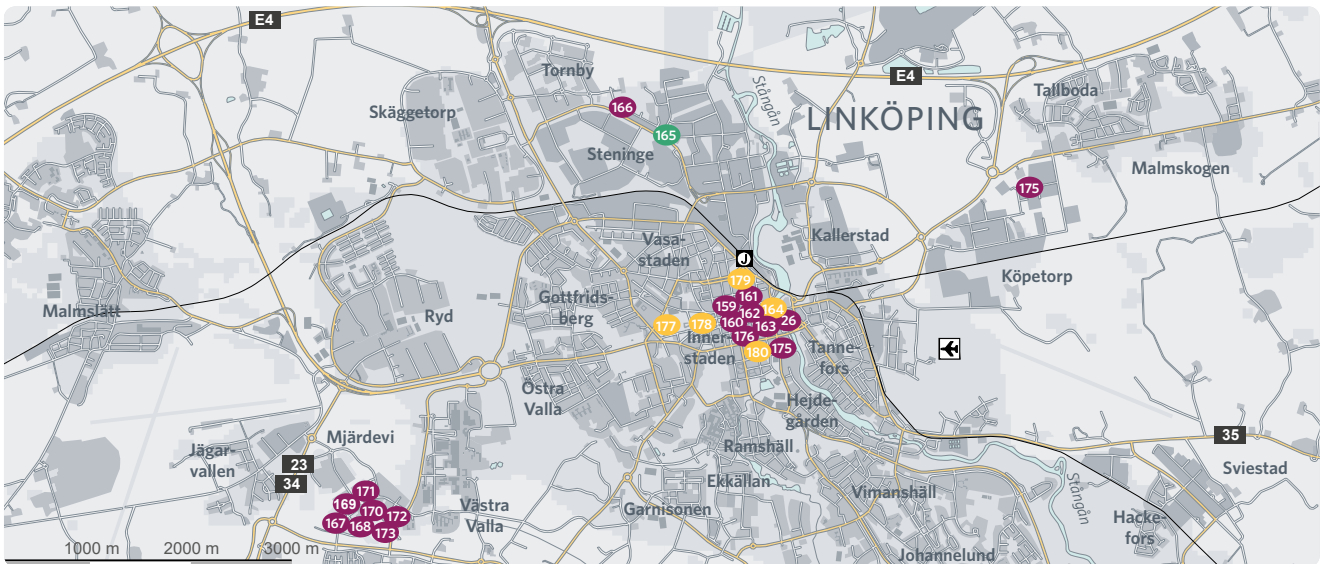 E4
Tornby
E4
Tallboda
Skäggetorp
166
Stångån
LINKÖPING
165
Steninge
Malmskogen
175
Vasa-
staden
Kallerstad
Köpetorp
179
Gottfrids-
berg
161
159
162
164
Malmslätt
Ryd
177
178
160
163
26
Inner-
staden
176
180
175
Tanne-
fors
Östra
Valla
Hejde-
gården
Mjärdevi
Jägar-
vallen
Ramshäll
35
23
34
Sviestad
171
Ekkällan
Vimanshäll
Stångån
169
170
172
Västra
Valla
Garnisonen
167
168
173
Hacke-
fors
1000 m
2000 m
3000 m
Johannelund